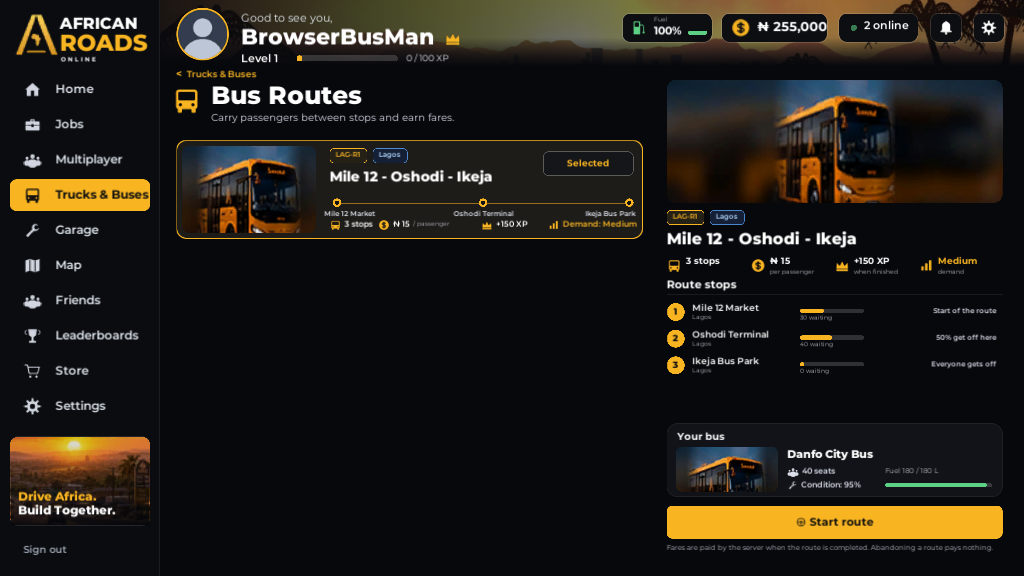 AFRICAN
ROADS
ONLINE
Home
Jobs
Multiplayer
Trucks & Buses
Garage
Map
Friends
Leaderboards
Store
Settings
Drive Africa.
Build Together.
Sign out
Good to see you,
BrowserBusMan
Level 1
0 / 100 XP
Fuel
100%
$
₦ 255,000
2 online
< Trucks & Buses
Bus Routes
Carry passengers between stops and earn fares.
LAG-R1
Lagos
Selected
Mile 12 - Oshodi - Ikeja
Mile 12 Market
Oshodi Terminal
Ikeja Bus Park
3 stops
$
₦ 15 / passenger
+150 XP
Demand: Medium
LAG-R1
Lagos
Mile 12 - Oshodi - Ikeja
3 stops
$
₦ 15
per passenger
+150 XP
when finished
Medium
demand
Route stops
1
Mile 12 Market
Lagos
30 waiting
Start of the route
2
Oshodi Terminal
Lagos
40 waiting
50% get off here
3
Ikeja Bus Park
Lagos
0 waiting
Everyone gets off
Your bus
Danfo City Bus
40 seats
Fuel 180 / 180 L
Condition: 95%
Start route
Fares are paid by the server when the route is completed. Abandoning a route pays nothing.